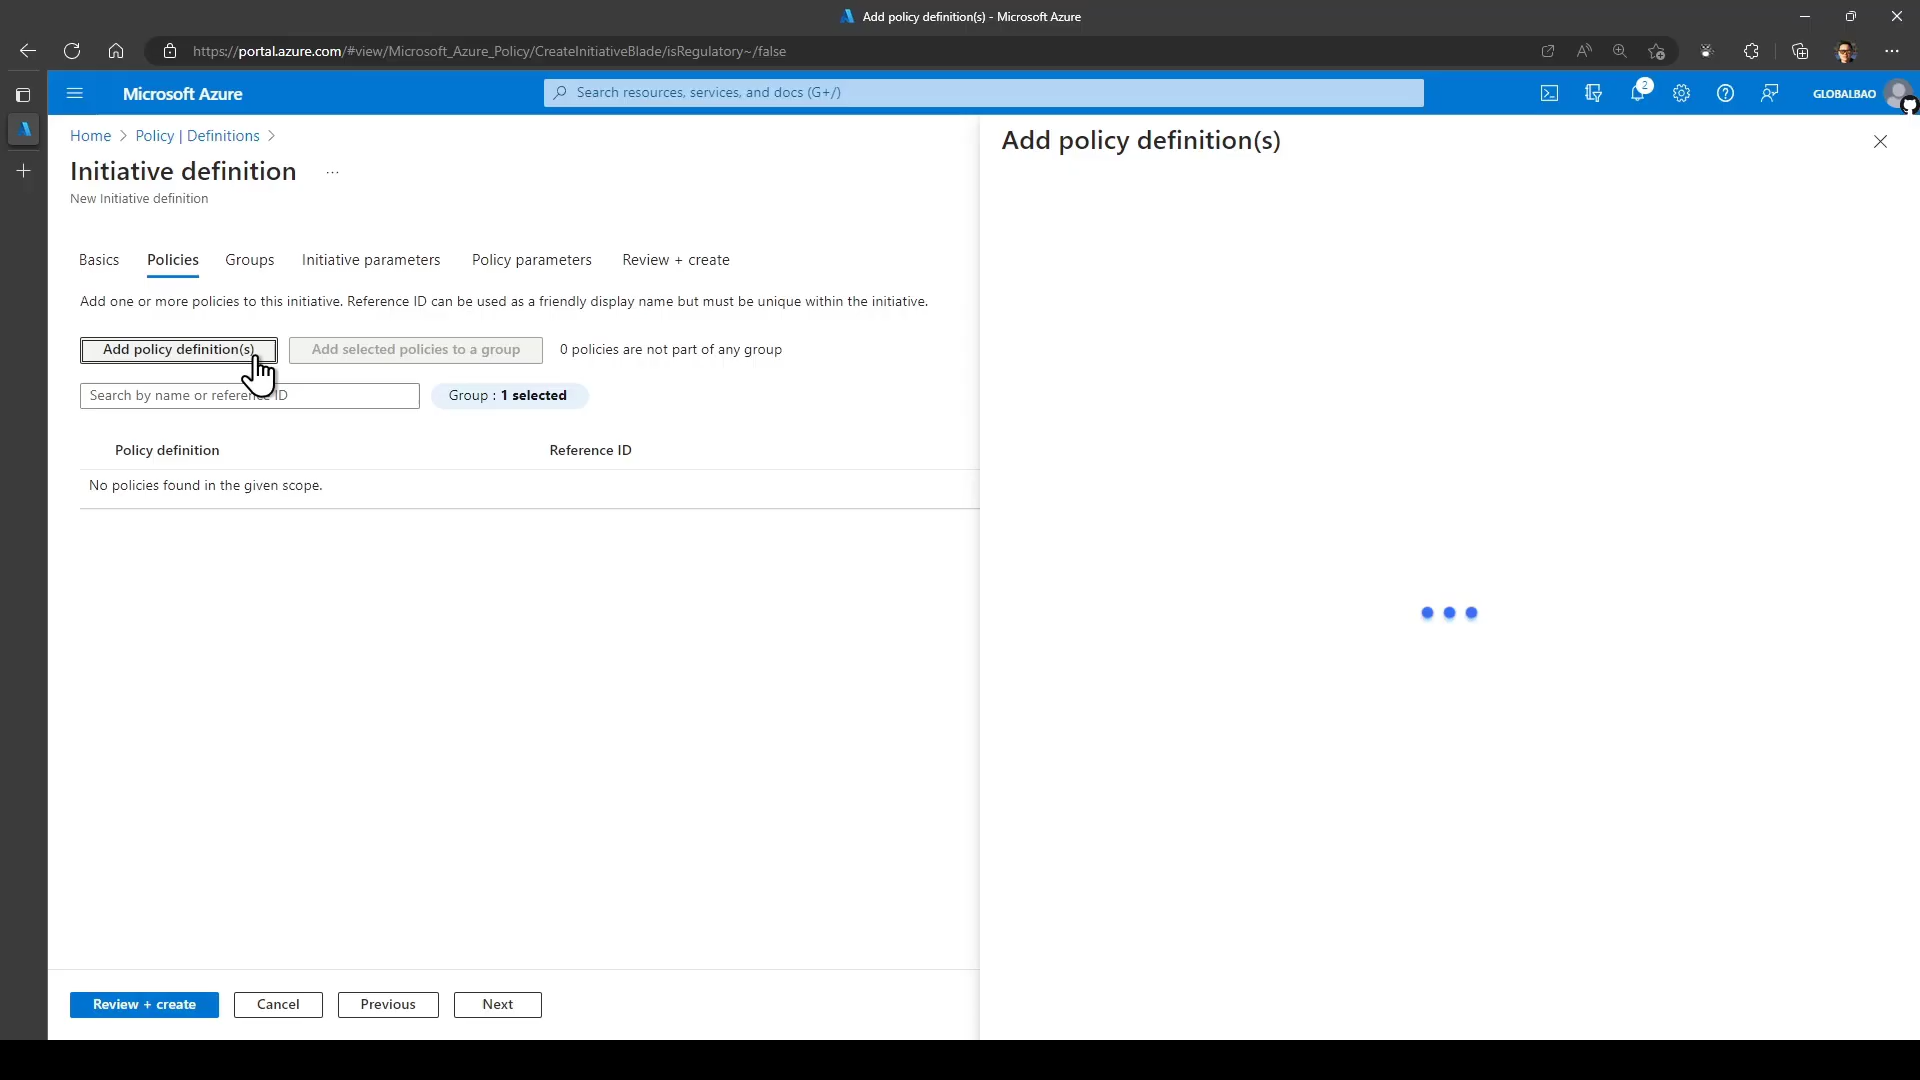 Add policy definition(s) - Microsoft Azure
https://portal.azure.com/#view/Microsoft_Azure_Policy/CreateInitiativeBlade/isRegulatory~/false
Microsoft Azure
Search resources, services, and docs (G+/)
2
GLOBALBAO
Home > Policy | Definitions >
Initiative definition ...
New Initiative definition
Basics Policies Groups Initiative parameters Policy parameters Review + create
Add one or more policies to this initiative. Reference ID can be used as a friendly display name but must be unique within the initiative.
Add policy definition(s) Add selected policies to a group 0 policies are not part of any group
Search by name or reference ID Group : 1 selected
Policy definition Reference ID
No policies found in the given scope.
Review + create Cancel Previous Next
Add policy definition(s)